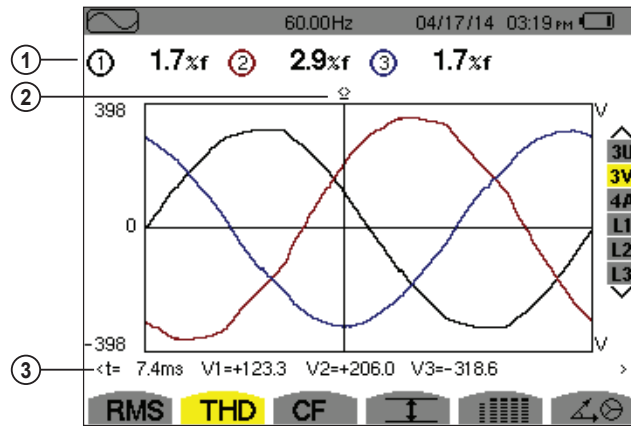 60.00Hz 04/17/14 03:19 PM
1 1 1.7%f 2 2.9%f 3 1.7%f
2
398 V
3U
3V
4A
L1
0
L2
L3
-398 V
3 <t= 7.4ms V1=+123.3 V2=+206.0 V3=-318.6 >
RMS THD CF